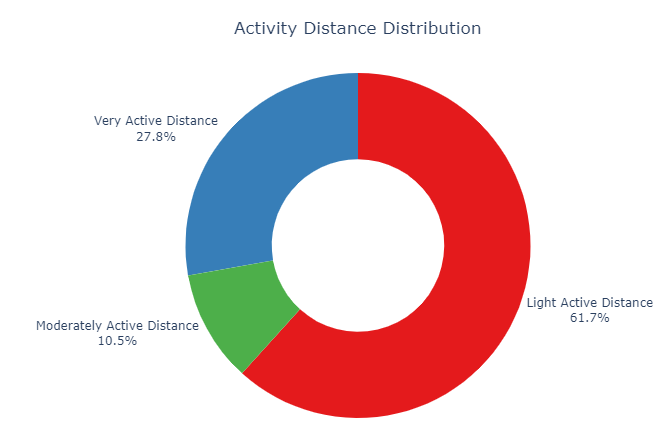 Activity Distance Distribution
Very Active Distance
27.8%
Light Active Distance
61.7%
Moderately Active Distance
10.5%